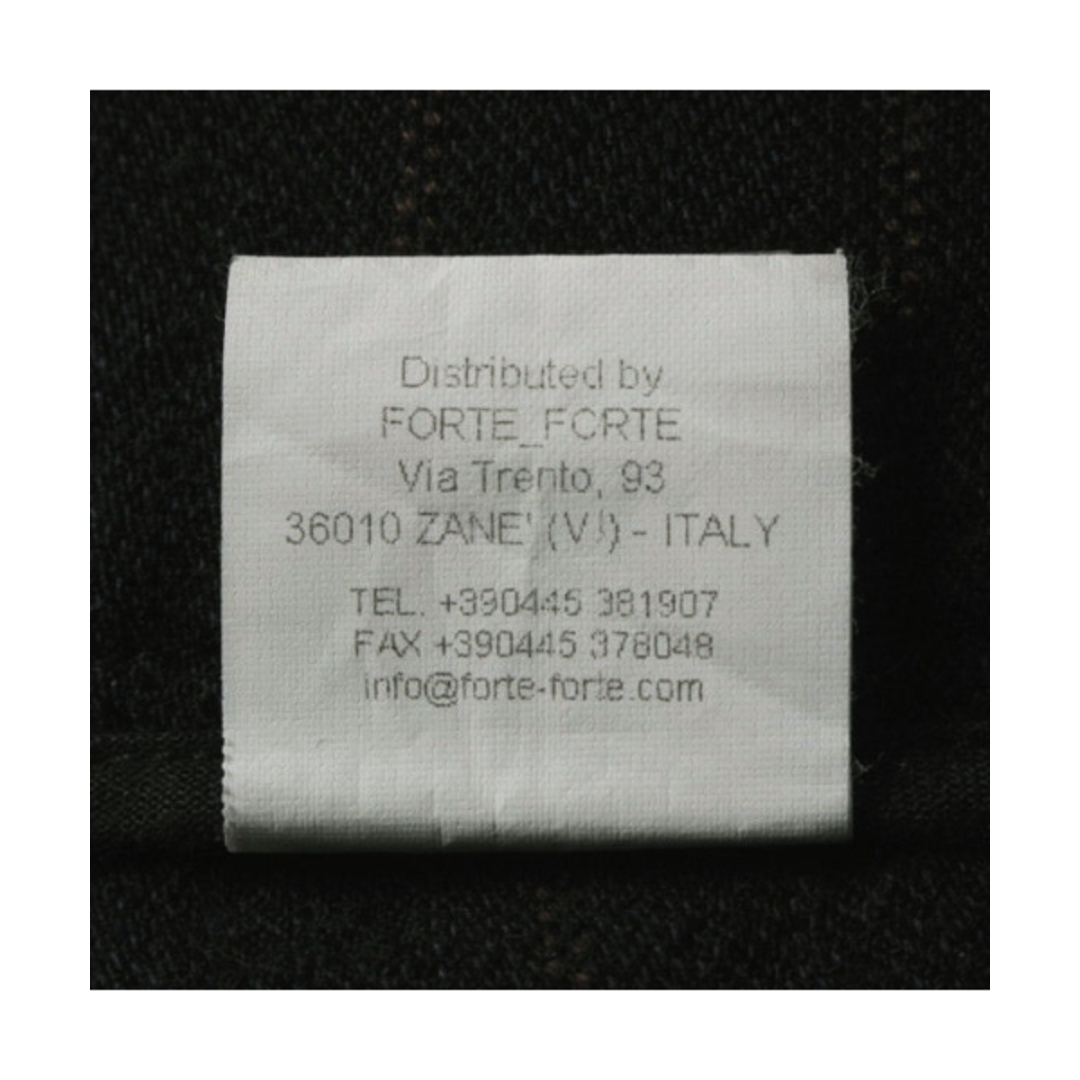 Distributed by
FORTE_FORTE
Via Trento, 93
36010 ZANE' (VI) - ITALY
TEL. +390445 381907
FAX +390445 378048
info@forte-forte.com